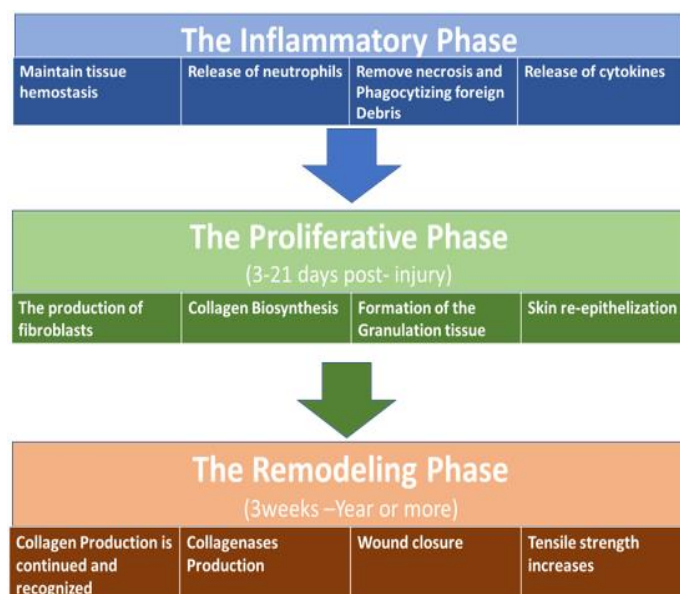 The Inflammatory Phase
Maintain tissue
hemostasis
Release of neutrophils
Remove necrosis and
Phagocytizing foreign
Debris
Release of cytokines
The Proliferative Phase
(3-21 days post- injury)
The production of
fibroblasts
Collagen Biosynthesis
Formation of the
Granulation tissue
Skin re-epithelization
The Remodeling Phase
(3weeks –Year or more)
Collagen Production is
continued and
recognized
Collagenases
Production
Wound closure
Tensile strength
increases